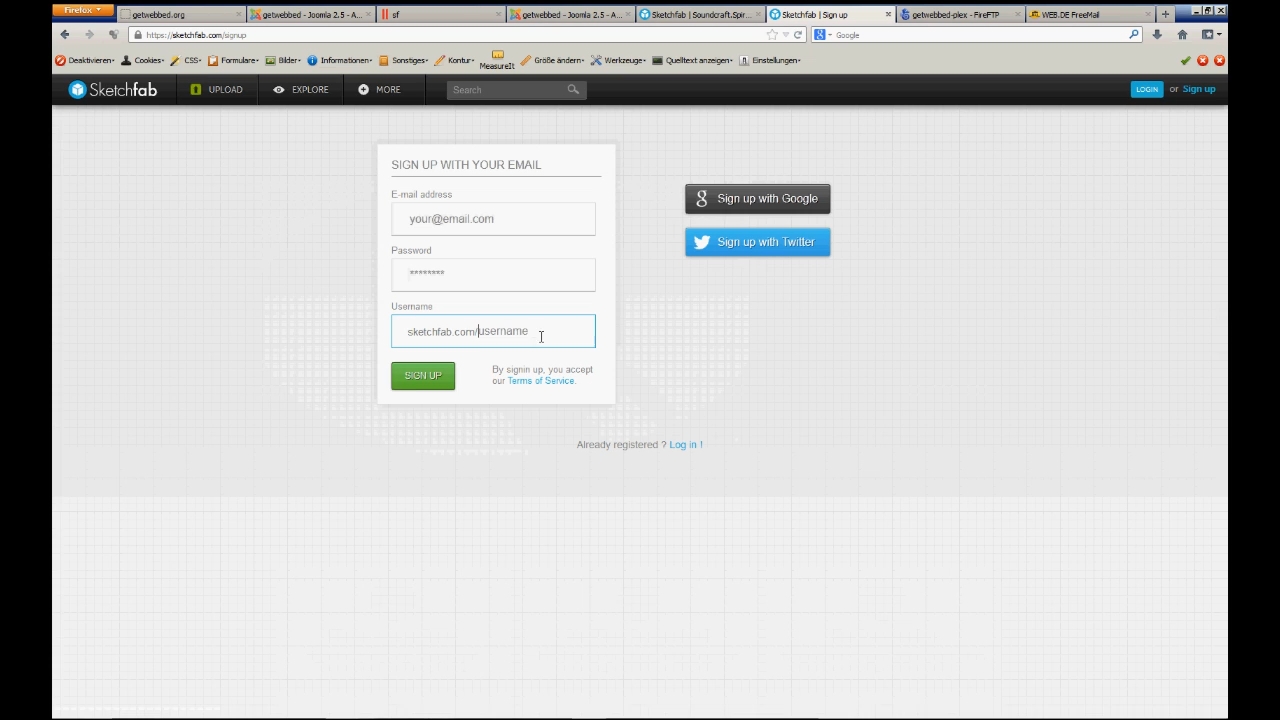 Firefox
getwebbed.org
getwebbed - Joomla 2.5 - A...
sf
getwebbed - Joomla 2.5 - A...
Sketchfab | Soundcraft.Spir...
Sketchfab | Sign up
getwebbed-plex - FireFTP
WEB.DE FreeMail
https://sketchfab.com/signup
Google
Deaktivieren
Cookies
CSS
Formulare
Bilder
Informationen
Sonstiges
Kontur
MeasureIt
Größe ändern
Werkzeuge
Quelltext anzeigen
Einstellungen
Sketchfab
UPLOAD
EXPLORE
MORE
Search
LOGIN or Sign up
SIGN UP WITH YOUR EMAIL
E-mail address
your@email.com
Password
********
Username
sketchfab.com/username
SIGN UP
By signin up, you accept
our Terms of Service.
Sign up with Google
Sign up with Twitter
Already registered ? Log in !